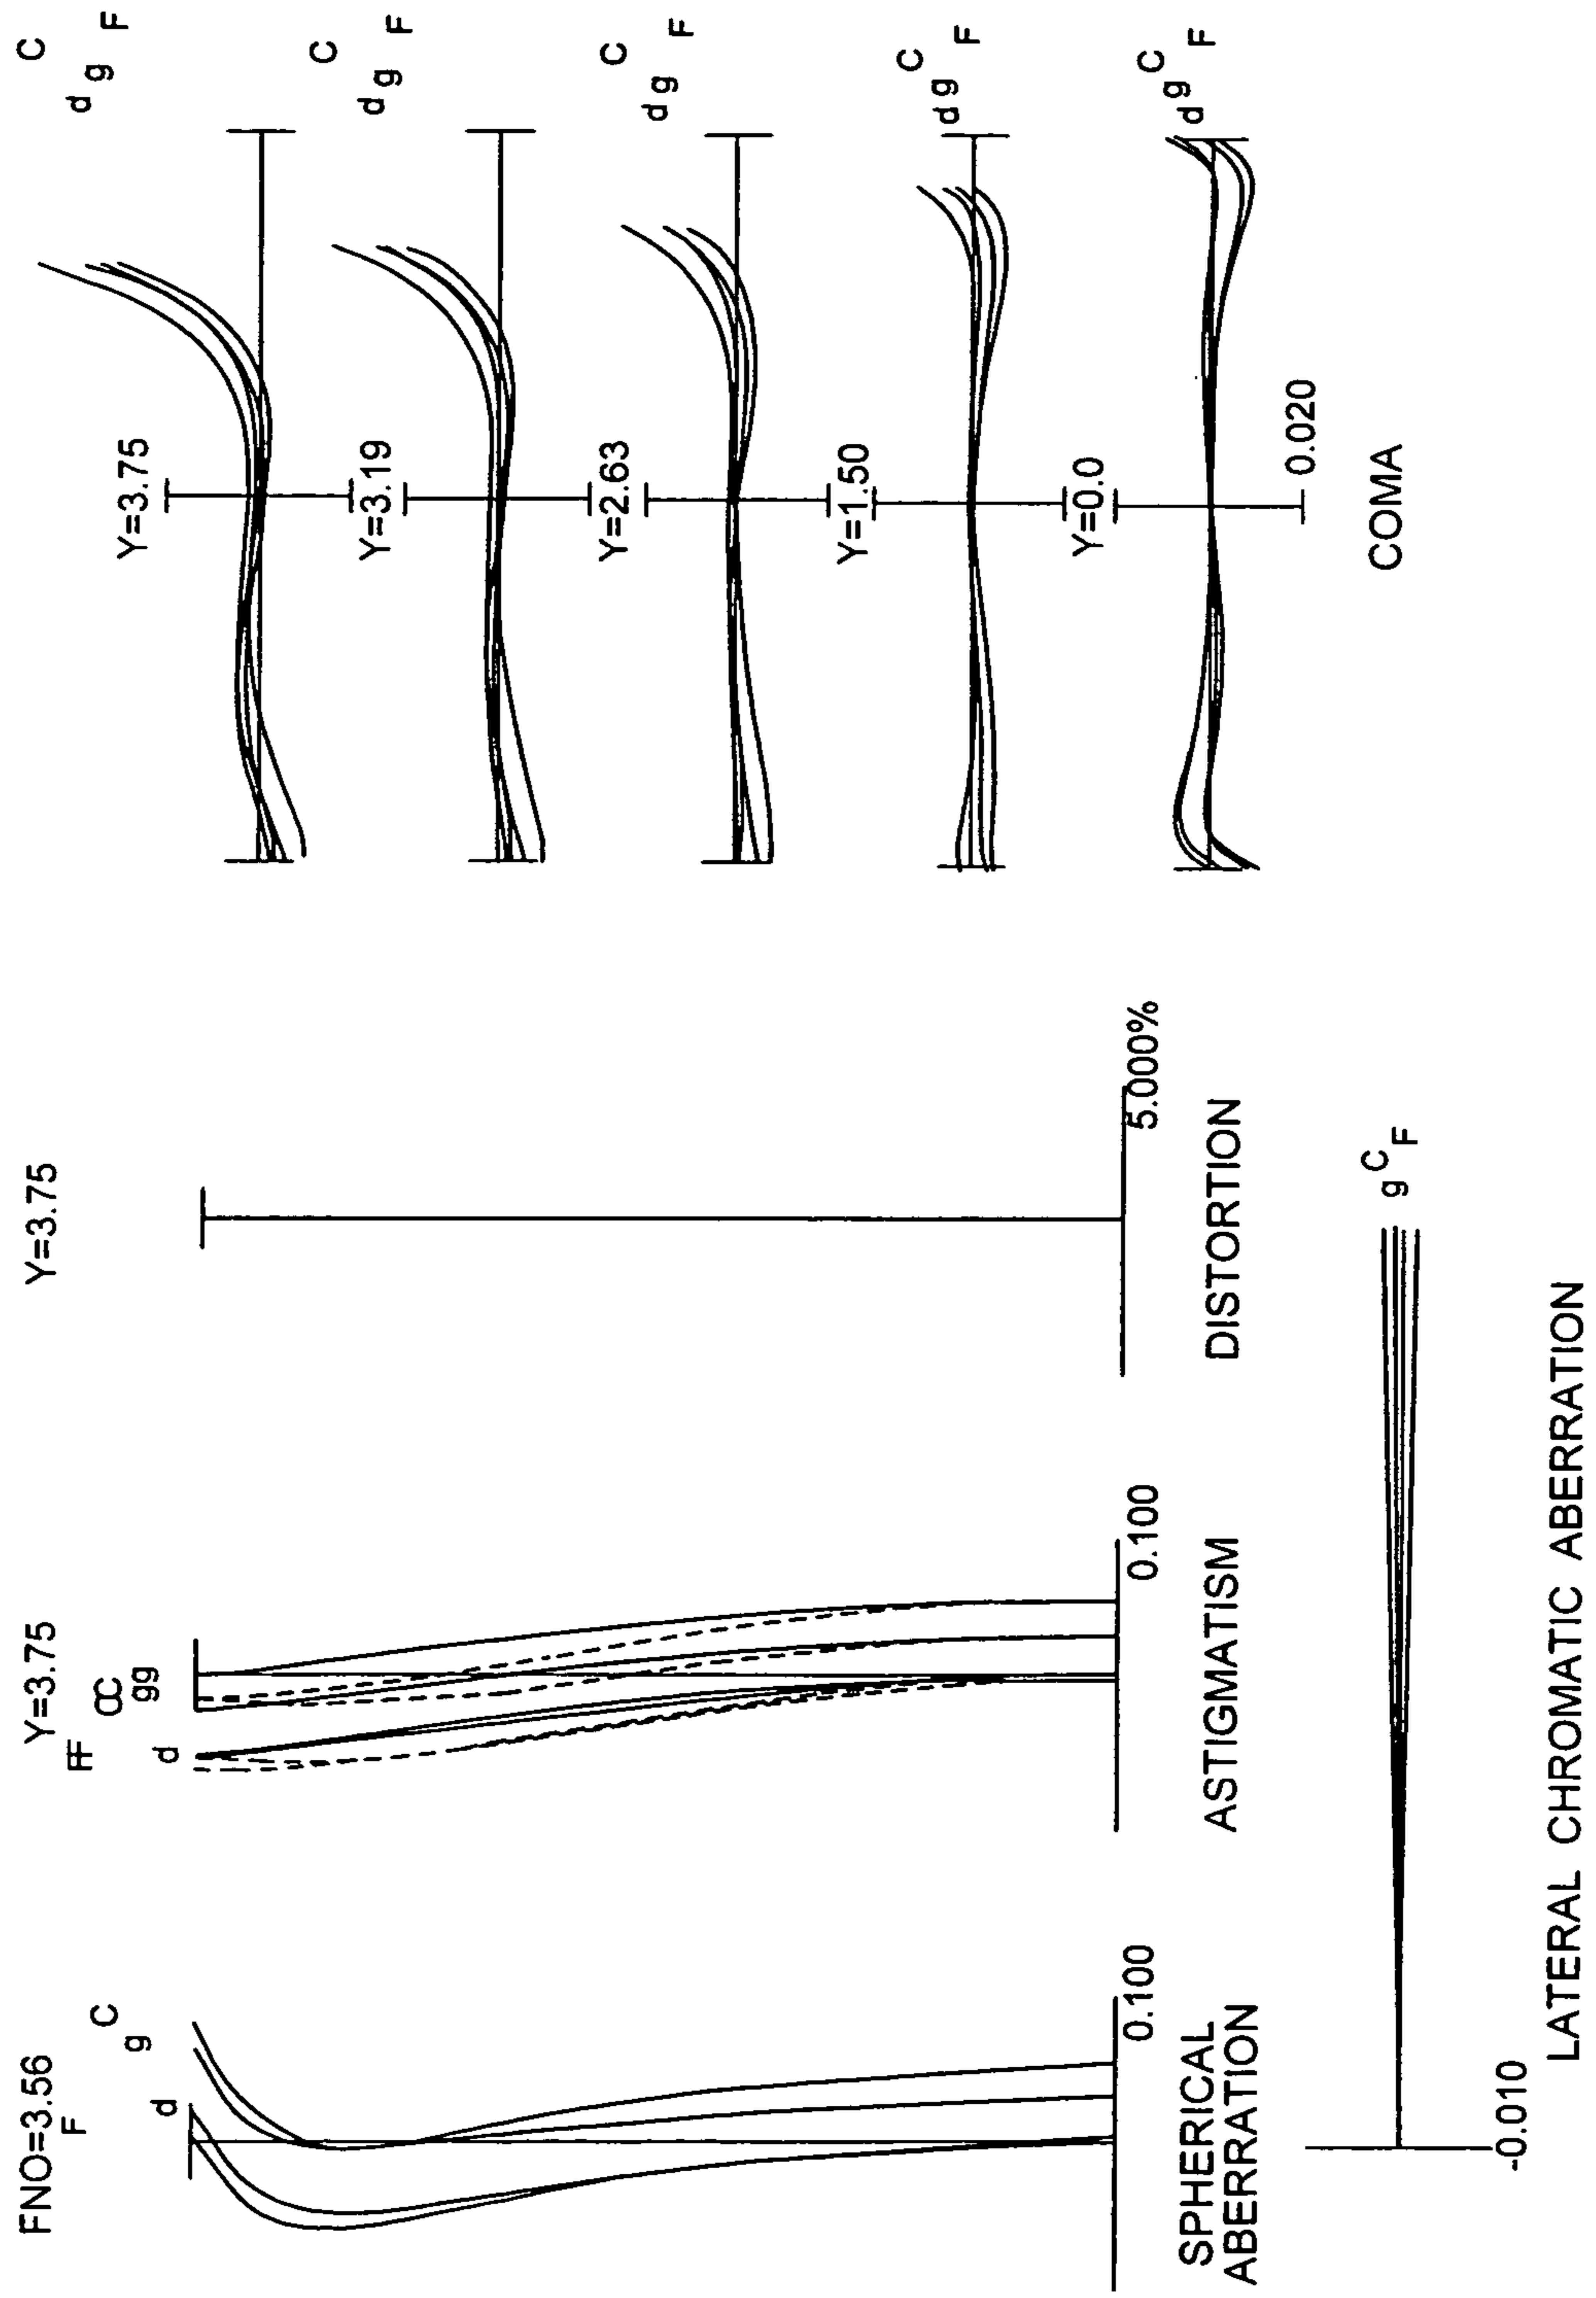 FNO=3.56
F
d
g
C
0.100
SPHERICAL
ABERRATION
Y=3.75
FF
CC
gg
d
0.100
ASTIGMATISM
Y=3.75
5.000%
DISTORTION
Y=3.75
C
d
g
F
Y=3.19
C
d
g
F
Y=2.63
C
d
g
F
Y=1.50
C
d
g
F
Y=0.0
C
d
g
F
0.020
COMA
g
C
F
-0.010
LATERAL CHROMATIC ABERRATION